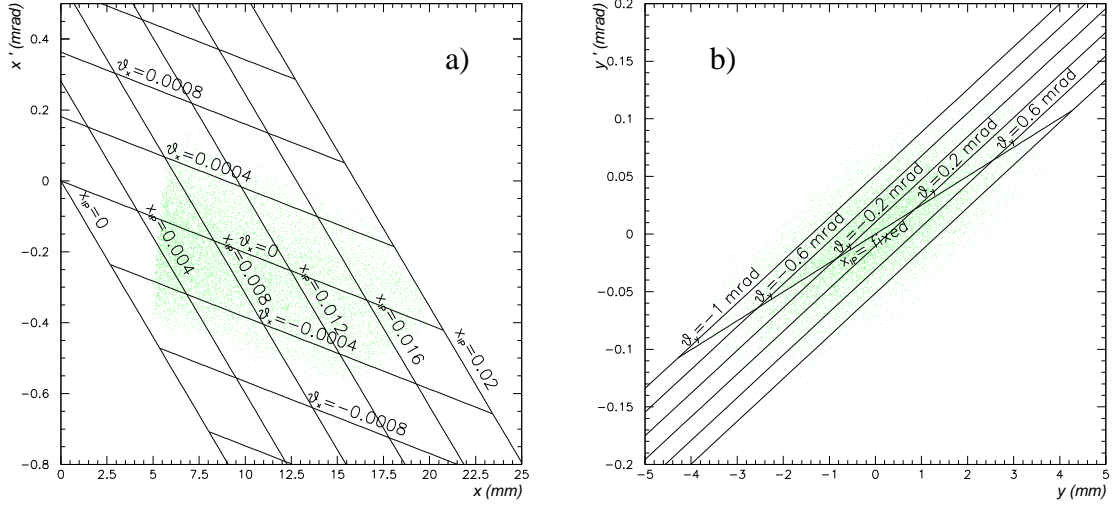 a)
x ' (mrad)
0.4
0.2
0
−0.2
−0.4
−0.6
−0.8
0
2.5
5
7.5
10
12.5
15
17.5
20
22.5
25
x (mm)
ϑx=0.0008
ϑx=0.0004
ϑx=0
ϑx=−0.0004
ϑx=−0.0008
xIP=0
xIP=0.004
xIP=0.008
xIP=0.012
xIP=0.016
xIP=0.02
b)
y ' (mrad)
0.2
0.15
0.1
0.05
0
−0.05
−0.1
−0.15
−0.2
−5
−4
−3
−2
−1
0
1
2
3
4
5
y (mm)
ϑy=−1 mrad
ϑy=−0.6 mrad
ϑy=−0.2 mrad
ϑy=0.2 mrad
ϑy=0.6 mrad
xIP= fixed